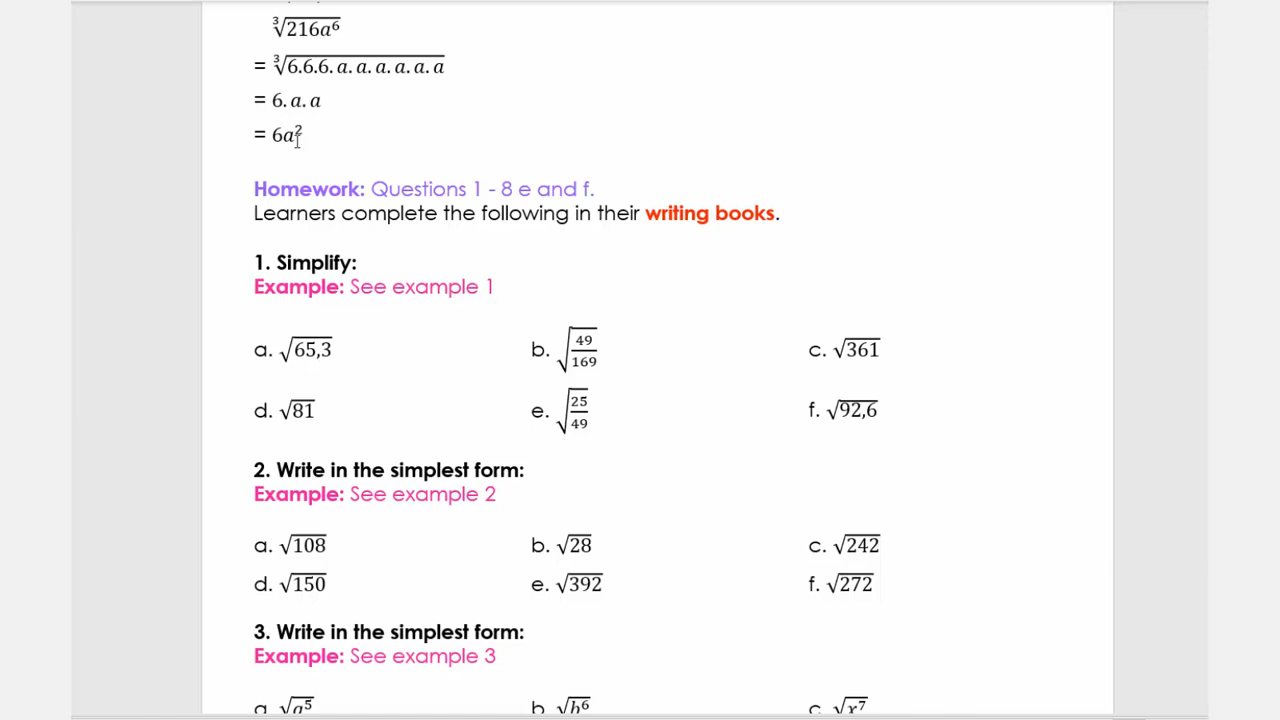 ∛216a⁶
= ∛6.6.6.a.a.a.a.a.a
= 6.a.a
= 6a²
Homework: Questions 1 - 8 e and f.
Learners complete the following in their writing books.
1. Simplify:
Example: See example 1
a. √65,3 b. √49/169 c. √361
d. √81 e. √25/49 f. √92,6
2. Write in the simplest form:
Example: See example 2
a. √108 b. √28 c. √242
d. √150 e. √392 f. √272
3. Write in the simplest form:
Example: See example 3
a √a⁵ b √b⁶ c √x⁷